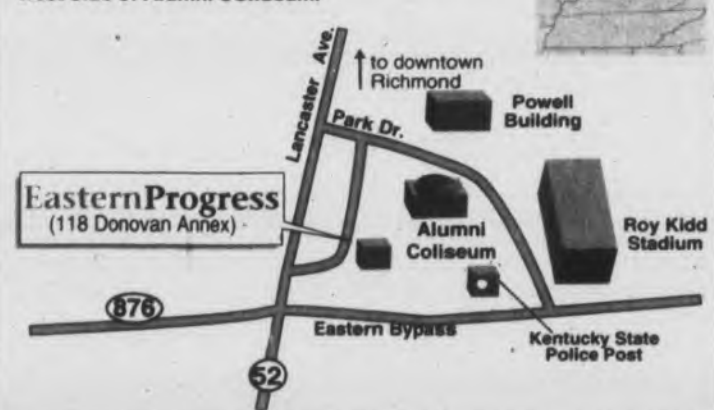 Lancaster Ave.
to downtown
Richmond
Park Dr.
Powell
Building
EasternProgress
(118 Donovan Annex)
Alumni
Coliseum
Roy Kidd
Stadium
876
Eastern Bypass
Kentucky State
Police Post
52